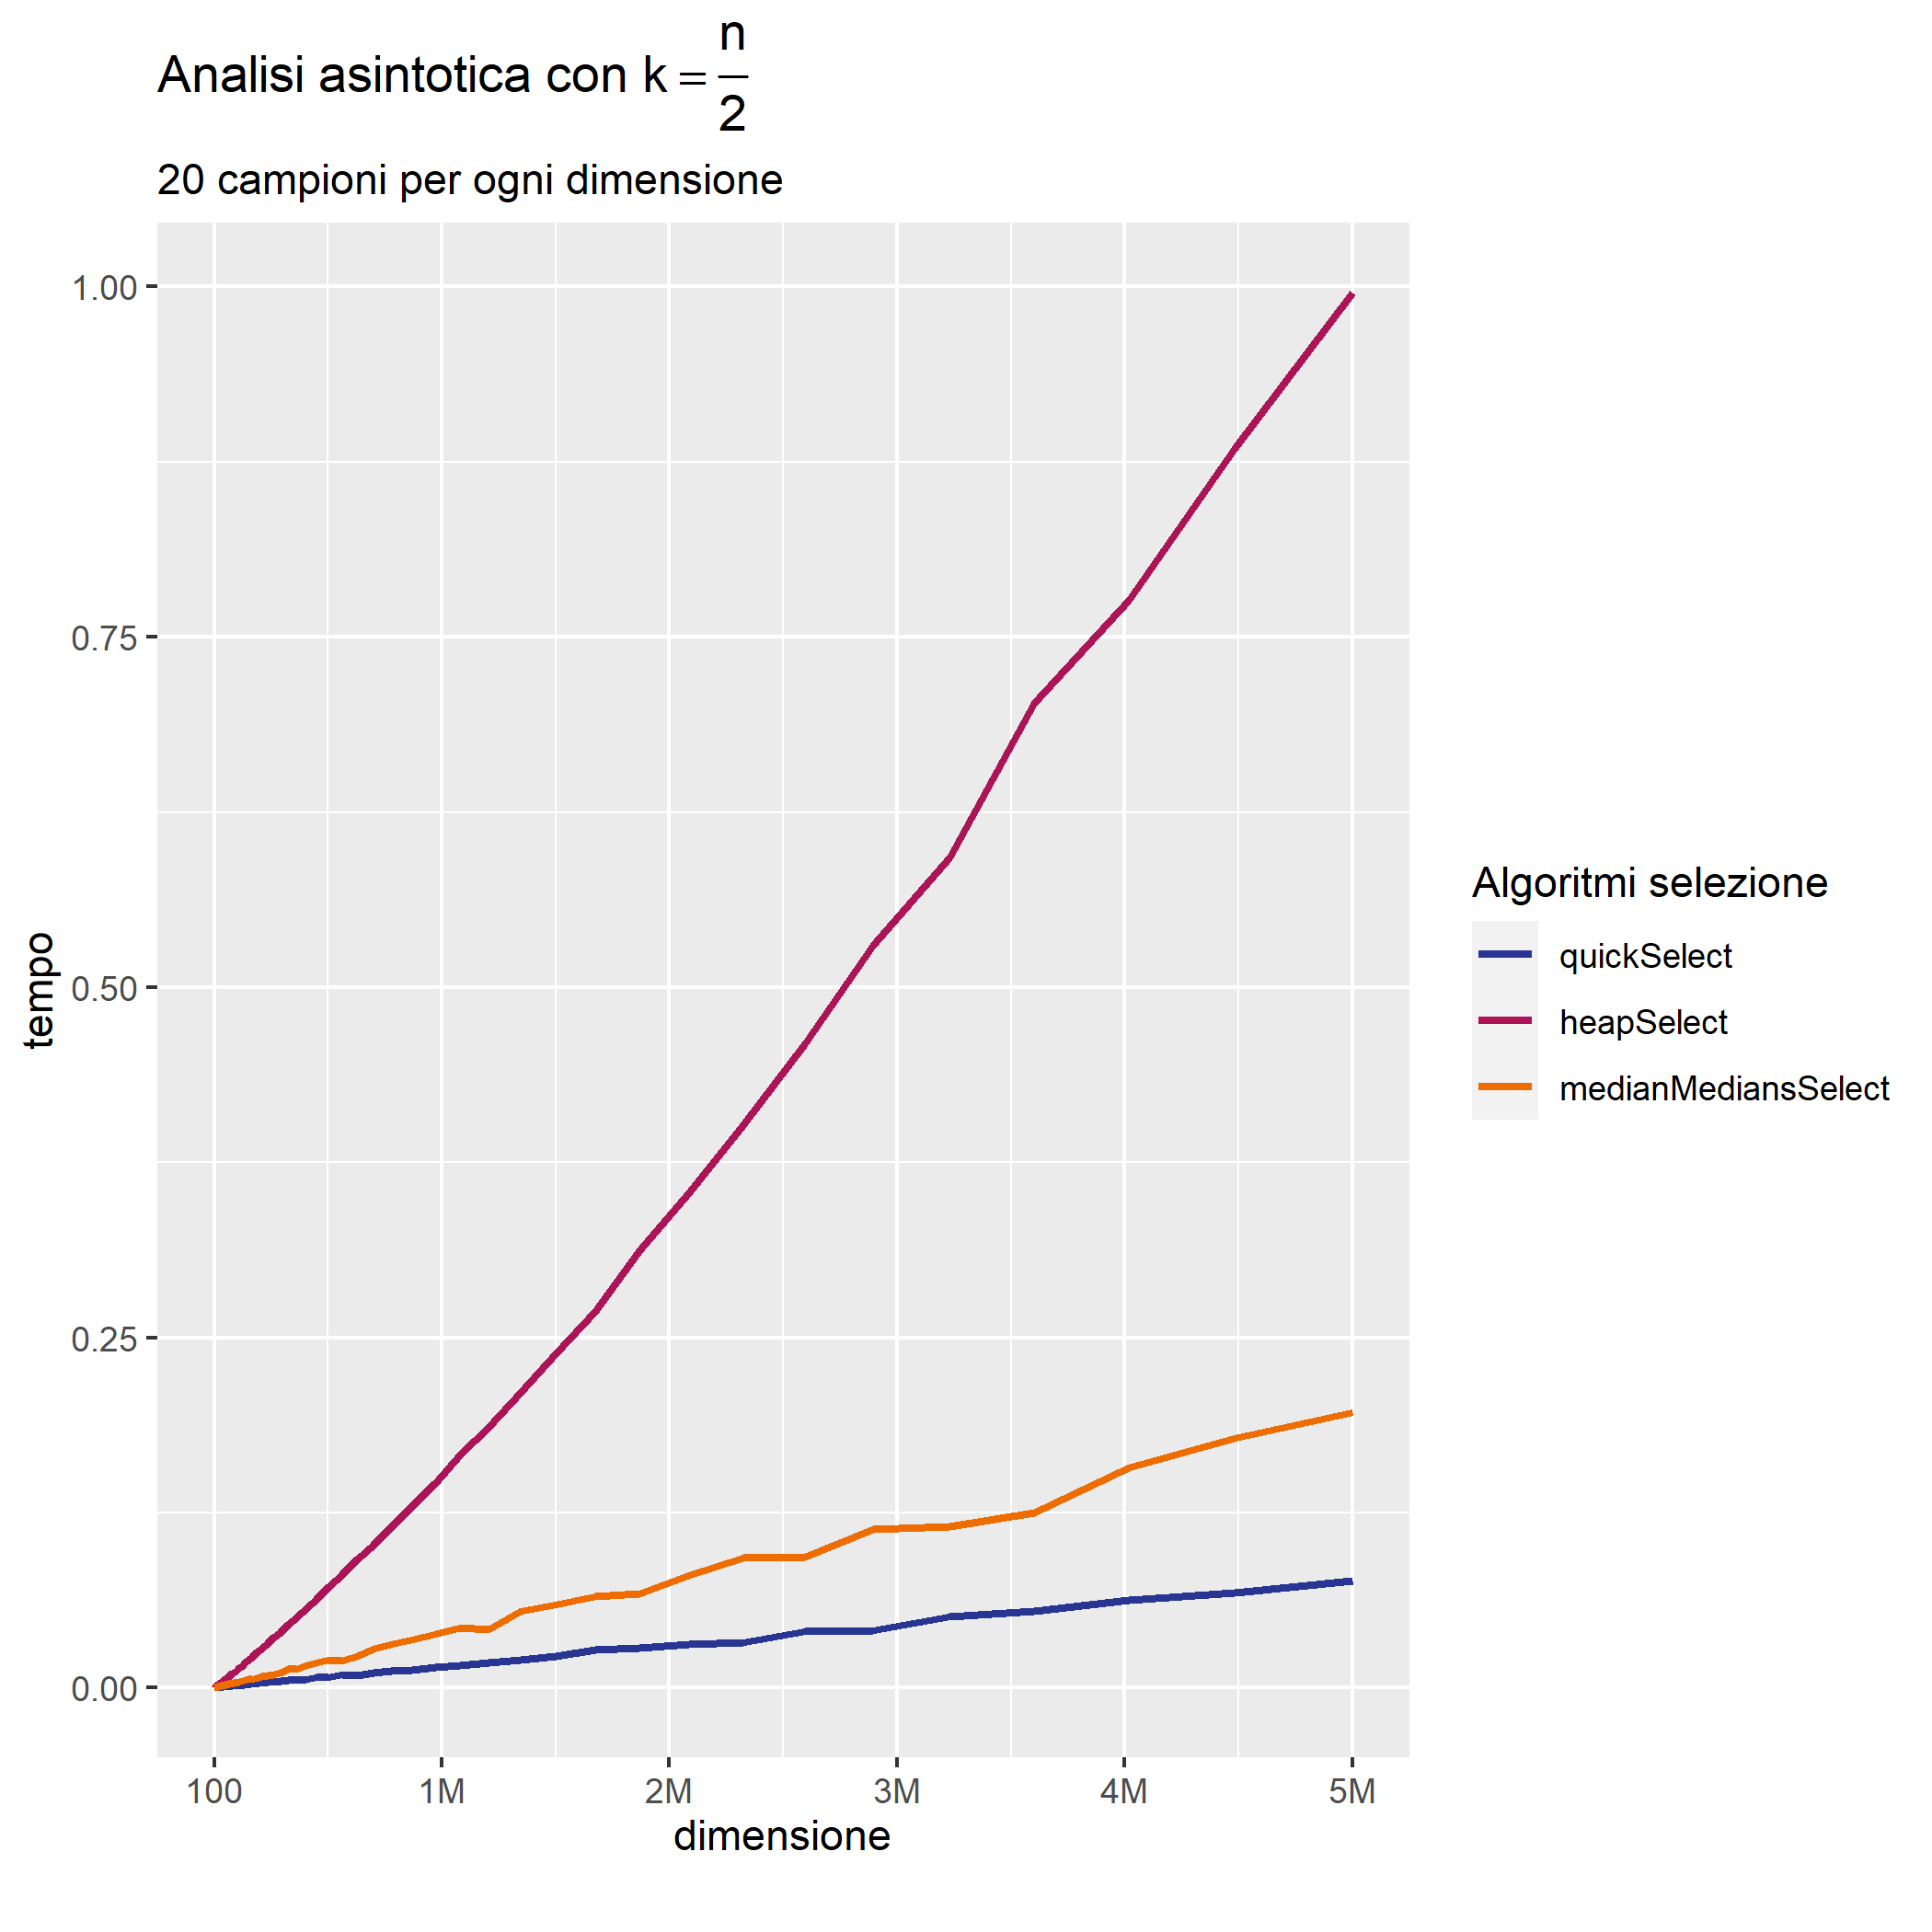 Analisi asintotica con k = n/2
20 campioni per ogni dimensione
1.00
0.75
0.50
0.25
0.00
tempo
100 1M 2M 3M 4M 5M
dimensione
Algoritmi selezione
quickSelect
heapSelect
medianMediansSelect